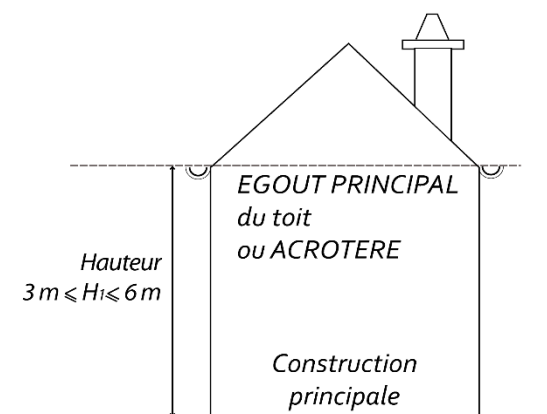 EGOUT PRINCIPAL
du toit
ou ACROTERE
Hauteur
3 m ⩽ H1⩽ 6 m
Construction
principale